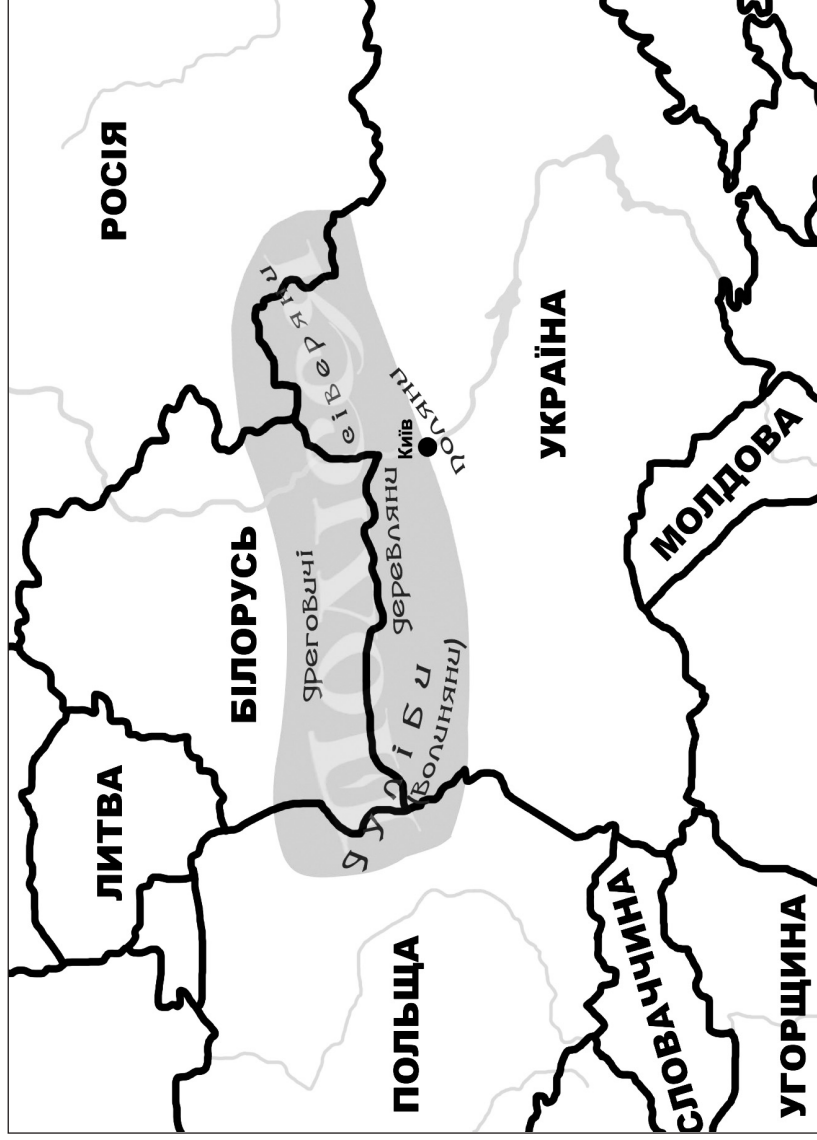 ЛИТВА
РОСІЯ
БІЛОРУСЬ
дреговичі
сіверяни
дуліби
(волиняни)
деревляни
Київ
поляни
ПОЛЬЩА
УКРАЇНА
СЛОВАЧЧИНА
МОЛДОВА
УГОРЩИНА